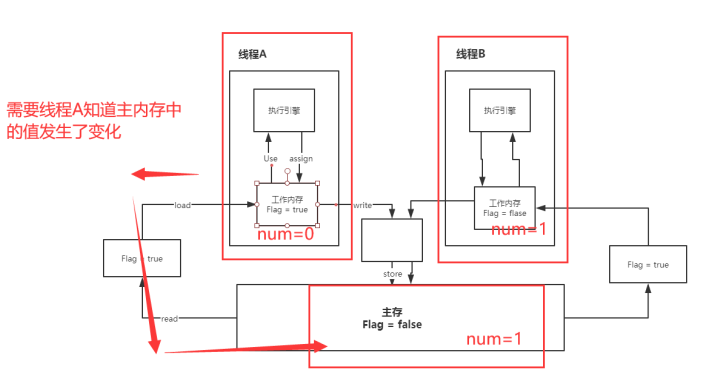 线程A
线程B
需要线程A知道主内存中
的值发生了变化
执行引擎
执行引擎
Use
assign
工作内存
Flag = true
num=0
工作内存
Flag = flase
num=1
load
write
Flag = true
Flag = true
store
read
主存
Flag = false
num=1